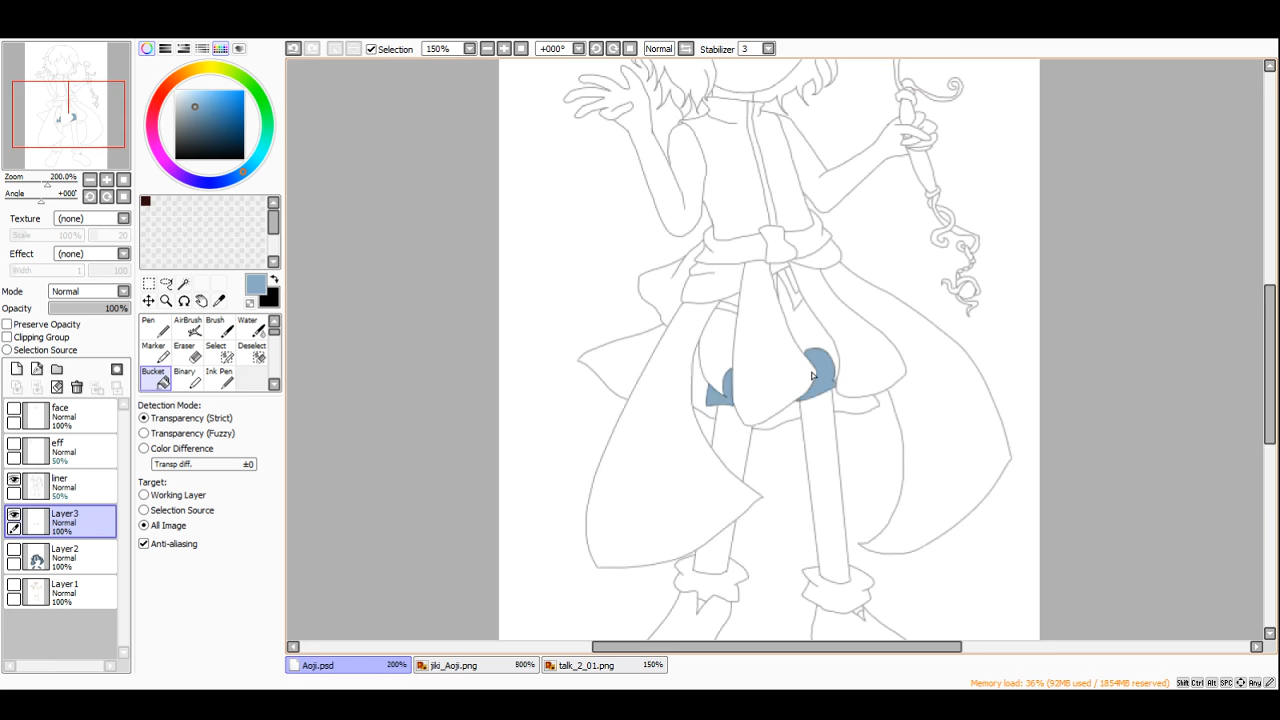 Selection 150% +000° Normal Stabilizer 3
Zoom 200.0%
Angle +000°
Texture (none)
Scale 100% 20
Effect (none)
Width 1 100
Mode Normal
Opacity 100%
Preserve Opacity
Clipping Group
Selection Source
face
Normal
100%
eff
Normal
50%
liner
Normal
50%
Layer3
Normal
100%
Layer2
Normal
100%
Layer1
Normal
100%
Pen AirBrush Brush Water
Marker Eraser Select Deselect
Bucket Binary Ink Pen
Detection Mode:
Transparency (Strict)
Transparency (Fuzzy)
Color Difference
Transp diff. ±0
Target:
Working Layer
Selection Source
All Image
Anti-aliasing
Aoji.psd 200% jiki_Aoji.png 800% talk_2_01.png 150%
Memory load: 36% (92MB used / 1854MB reserved) Shift Ctrl Alt SPC Any